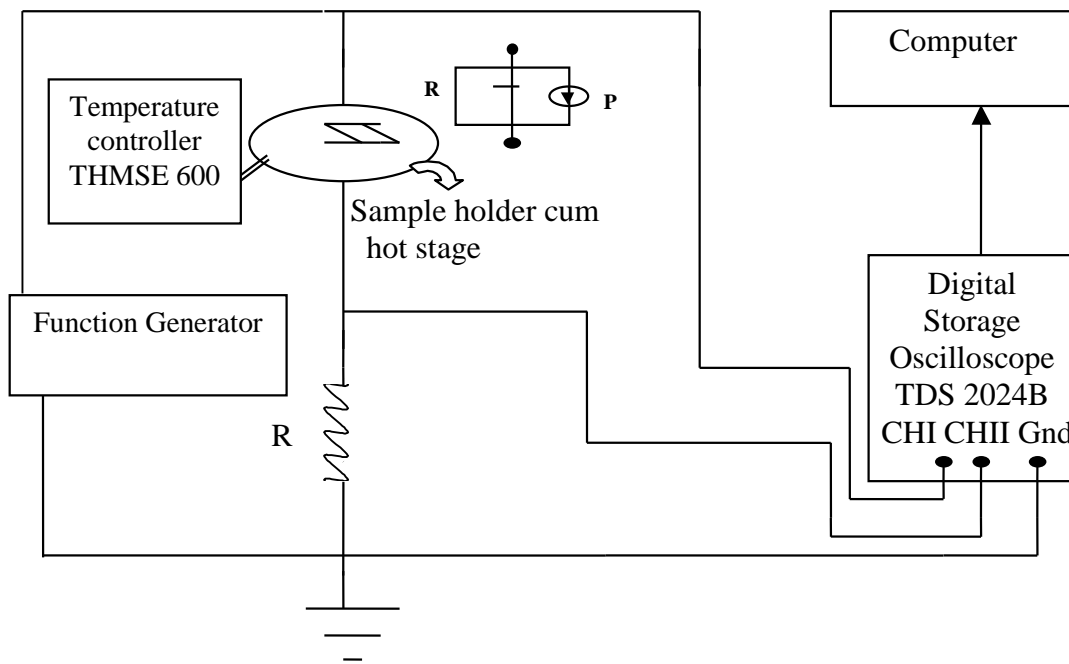 Computer
R
P
Temperature
controller
THMSE 600
Sample holder cum
hot stage
Function Generator
Digital
Storage
Oscilloscope
TDS 2024B
CHI CHII Gnd
R